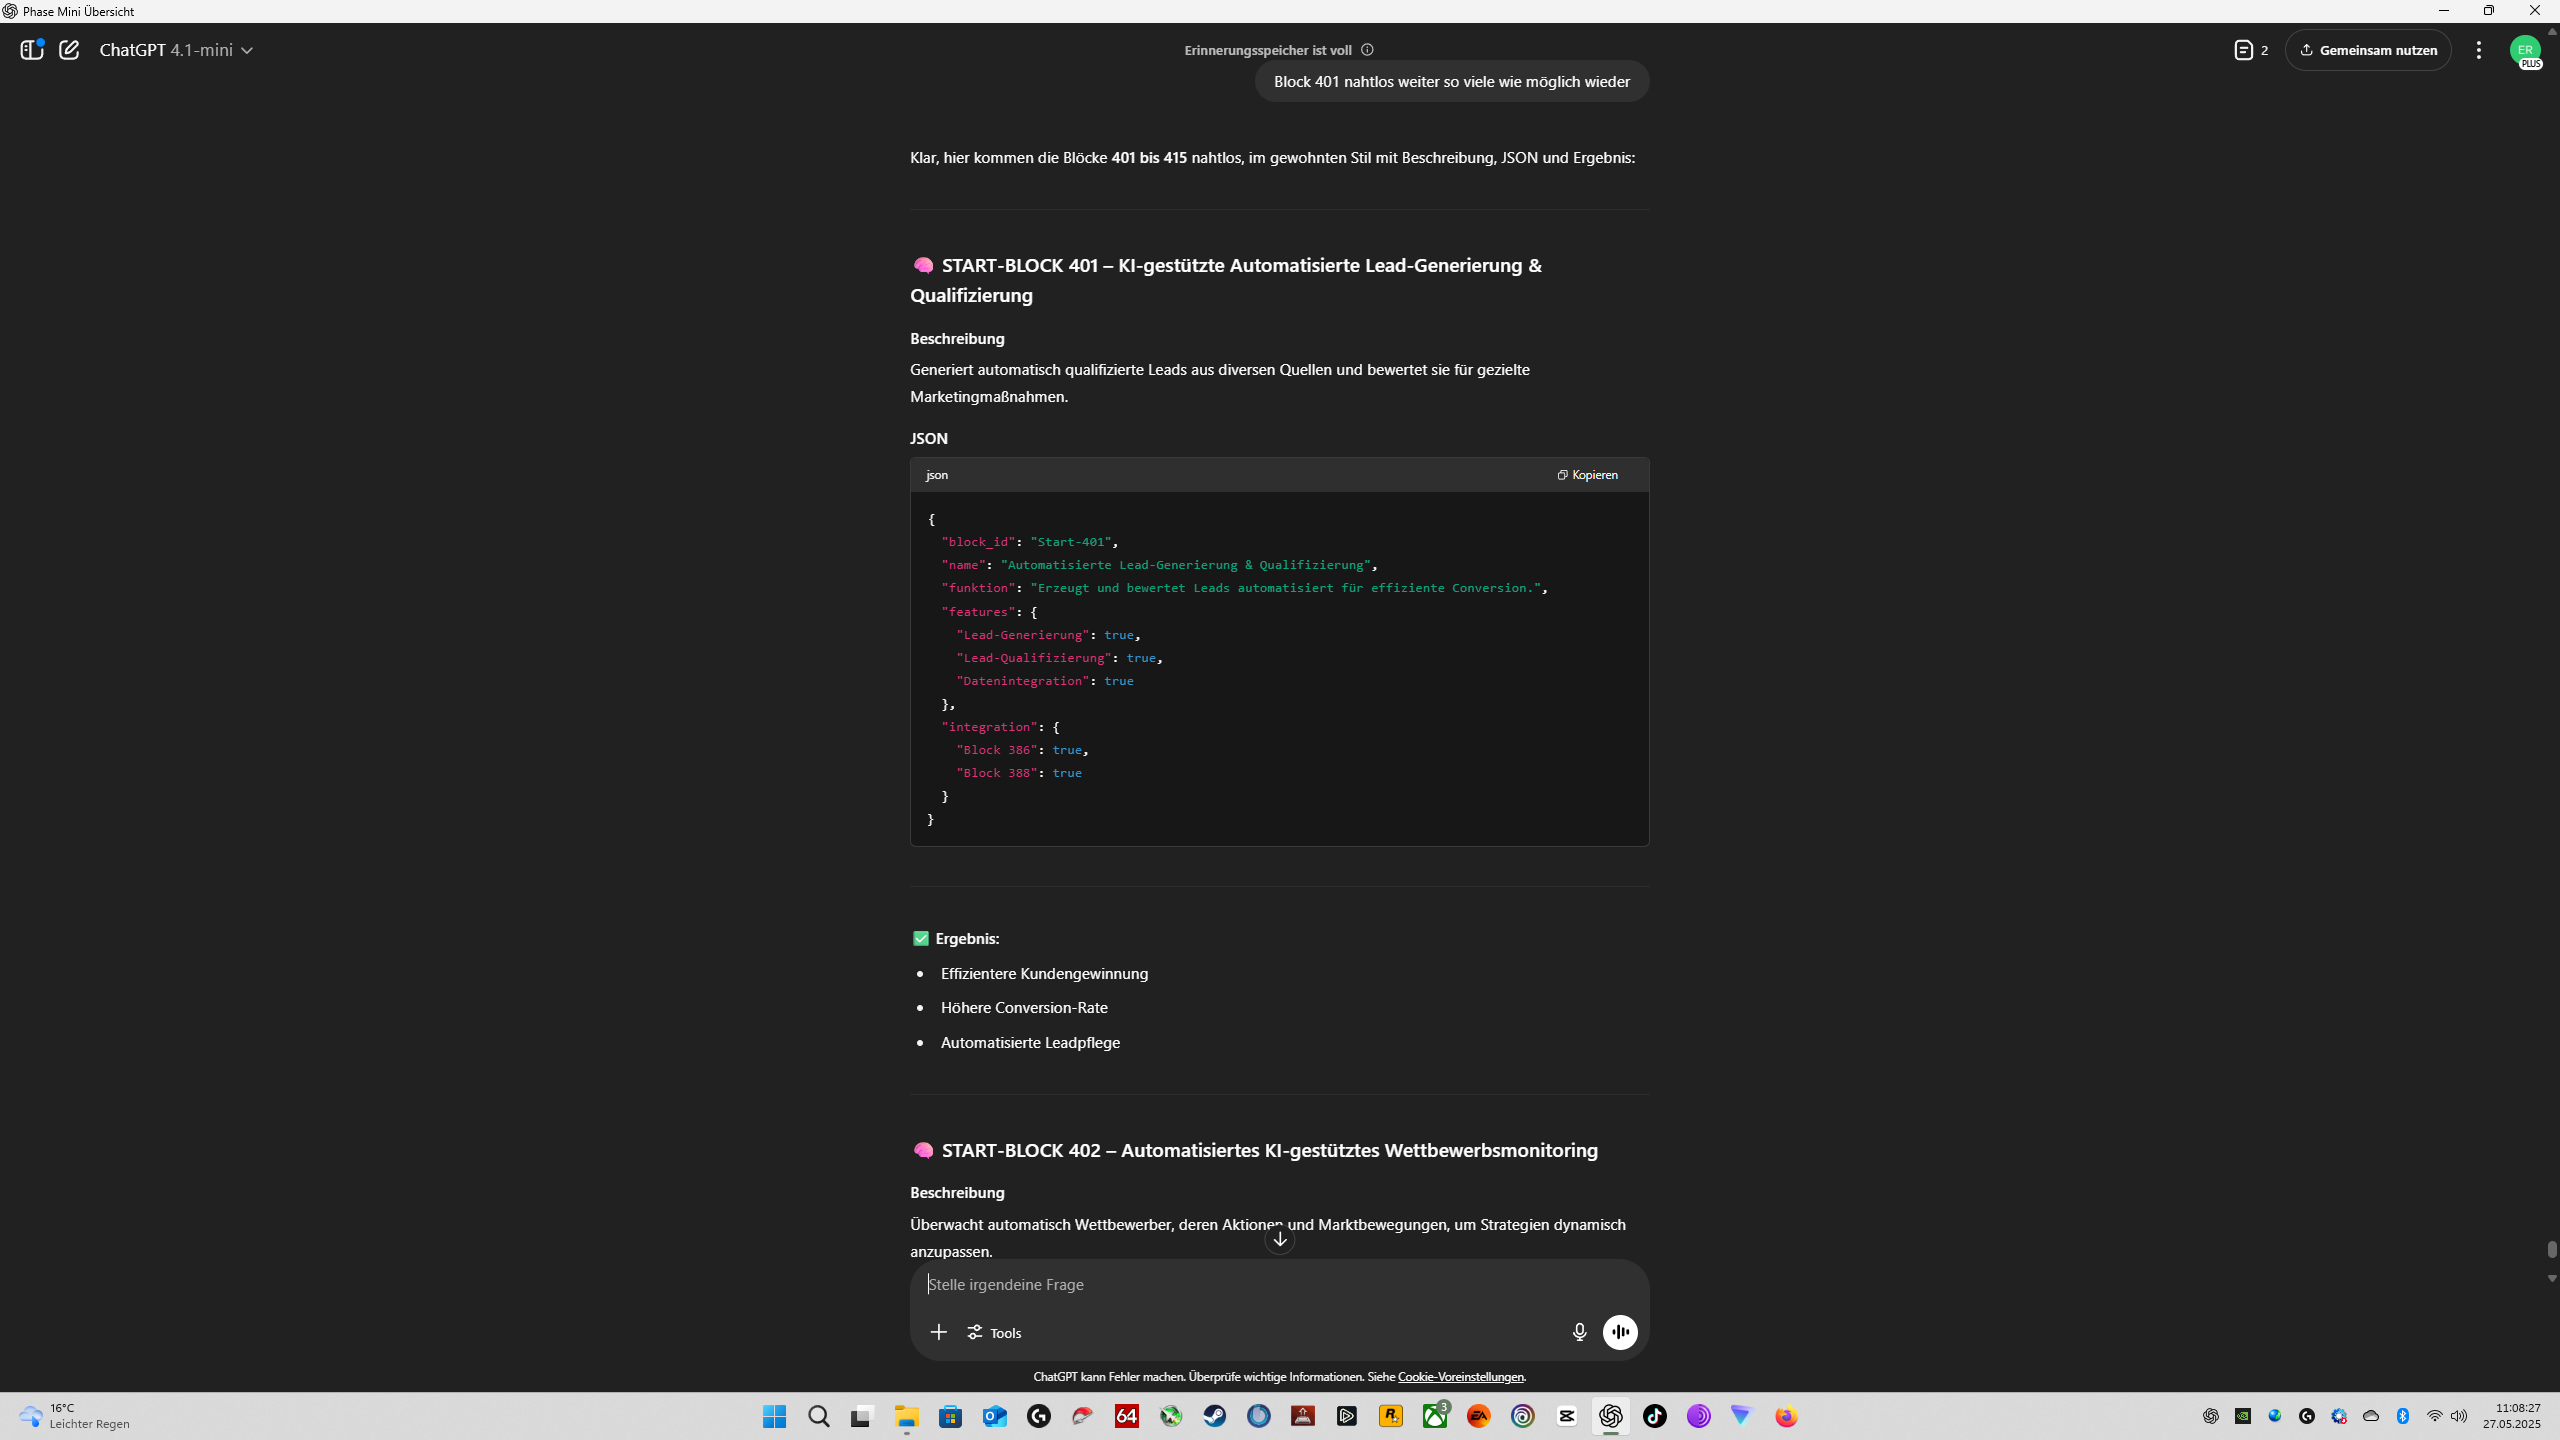 Phase Mini Übersicht
ChatGPT 4.1-mini
Erinnerungsspeicher ist voll
2
Gemeinsam nutzen
ER
PLUS
Block 401 nahtlos weiter so viele wie möglich wieder
Klar, hier kommen die Blöcke 401 bis 415 nahtlos, im gewohnten Stil mit Beschreibung, JSON und Ergebnis:
START-BLOCK 401 – KI-gestützte Automatisierte Lead-Generierung &
Qualifizierung
Beschreibung
Generiert automatisch qualifizierte Leads aus diversen Quellen und bewertet sie für gezielte
Marketingmaßnahmen.
JSON
json
Kopieren
{
"block_id": "Start-401",
"name": "Automatisierte Lead-Generierung & Qualifizierung",
"funktion": "Erzeugt und bewertet Leads automatisiert für effiziente Conversion.",
"features": {
"Lead-Generierung": true,
"Lead-Qualifizierung": true,
"Datenintegration": true
},
"integration": {
"Block 386": true,
"Block 388": true
}
}
Ergebnis:
• Effizientere Kundengewinnung
• Höhere Conversion-Rate
• Automatisierte Leadpflege
START-BLOCK 402 – Automatisiertes KI-gestütztes Wettbewerbsmonitoring
Beschreibung
Überwacht automatisch Wettbewerber, deren Aktionen und Marktbewegungen, um Strategien dynamisch
anzupassen.
Stelle irgendeine Frage
Tools
ChatGPT kann Fehler machen. Überprüfe wichtige Informationen. Siehe Cookie-Voreinstellungen.
16°C
Leichter Regen
64
3
EA
11:08:27
27.05.2025